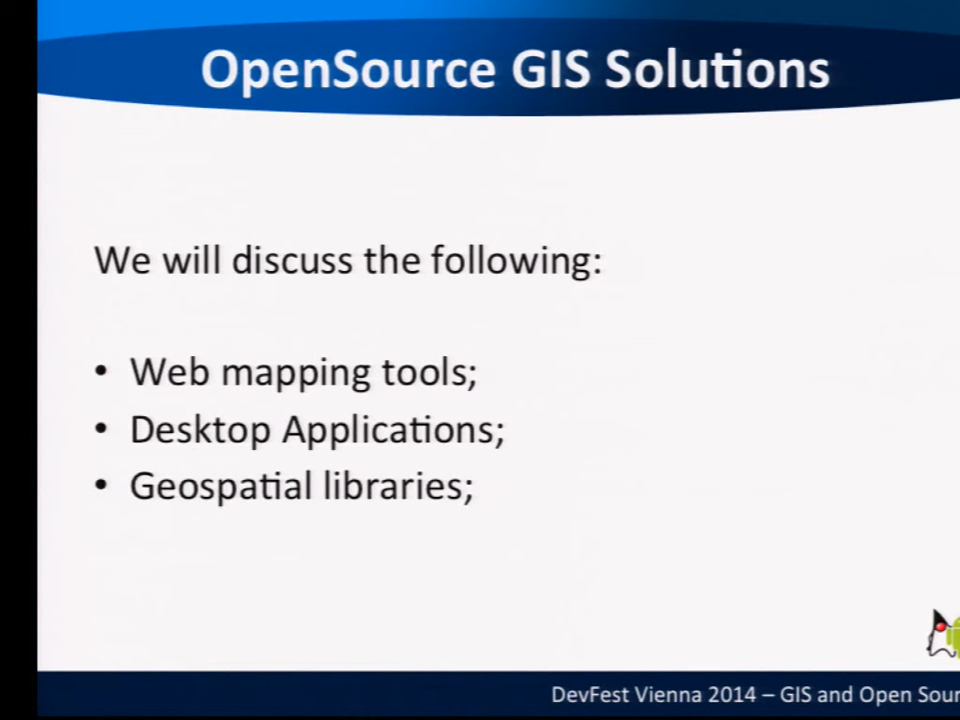 OpenSource GIS Solutions
We will discuss the following:
• Web mapping tools;
• Desktop Applications;
• Geospatial libraries;
DevFest Vienna 2014 – GIS and Open Sour